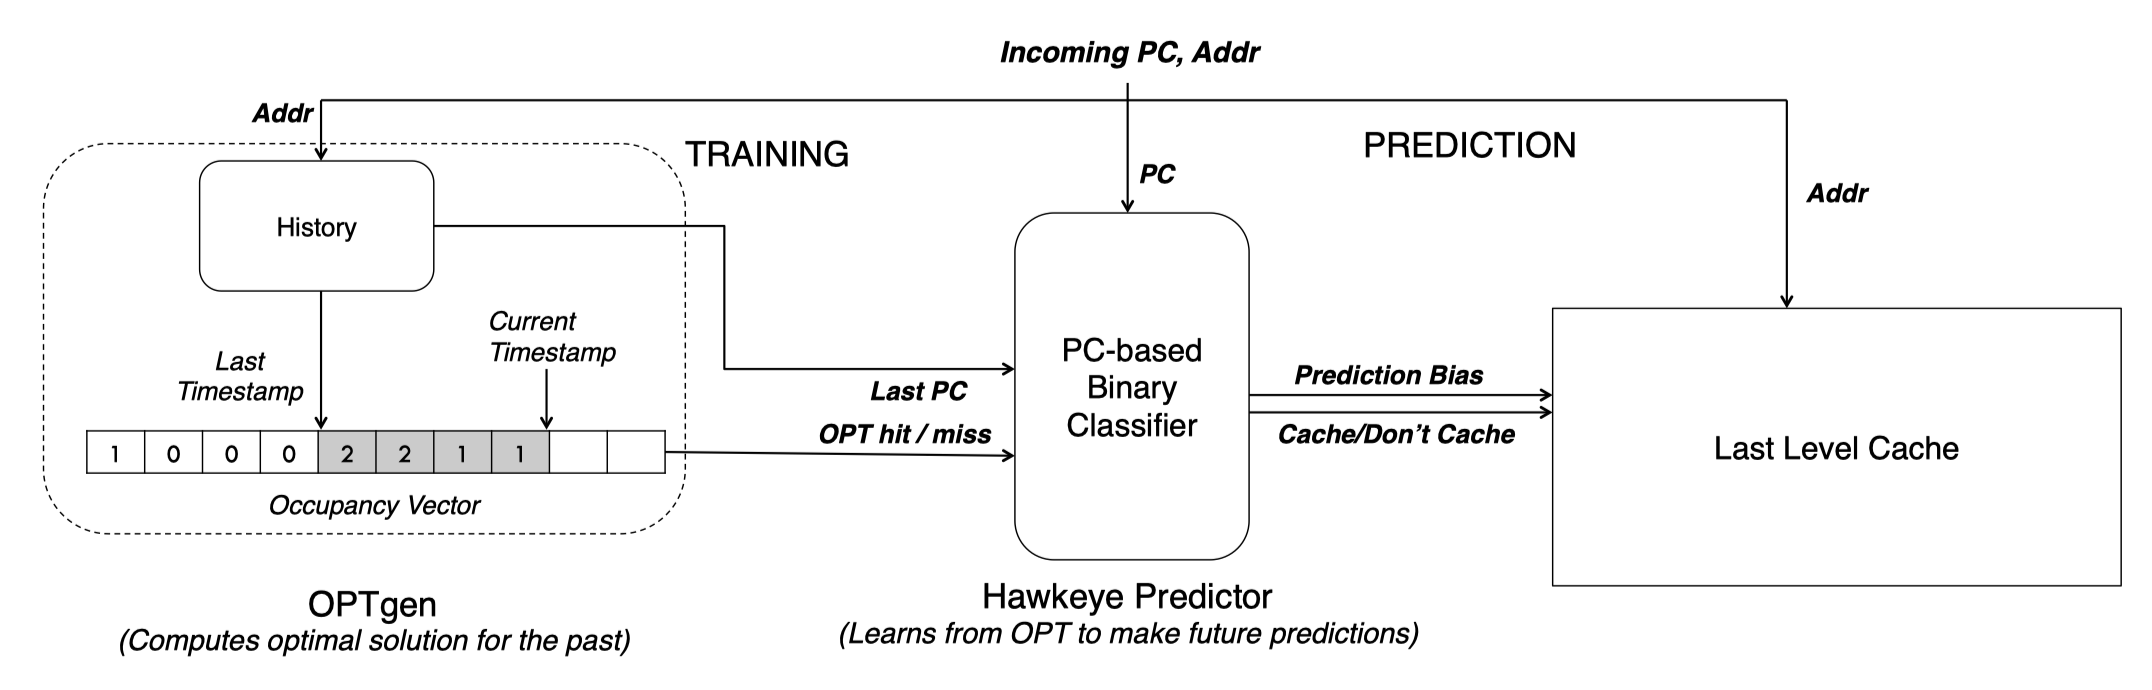 Incoming PC, Addr
Addr
TRAINING
PREDICTION
PC
Addr
History
Current
Timestamp
Last
Timestamp
PC-based
Binary
Classifier
Last PC
OPT hit / miss
Prediction Bias
Cache/Don't Cache
Last Level Cache
1 0 0 0 2 2 1 1
Occupancy Vector
OPTgen
(Computes optimal solution for the past)
Hawkeye Predictor
(Learns from OPT to make future predictions)